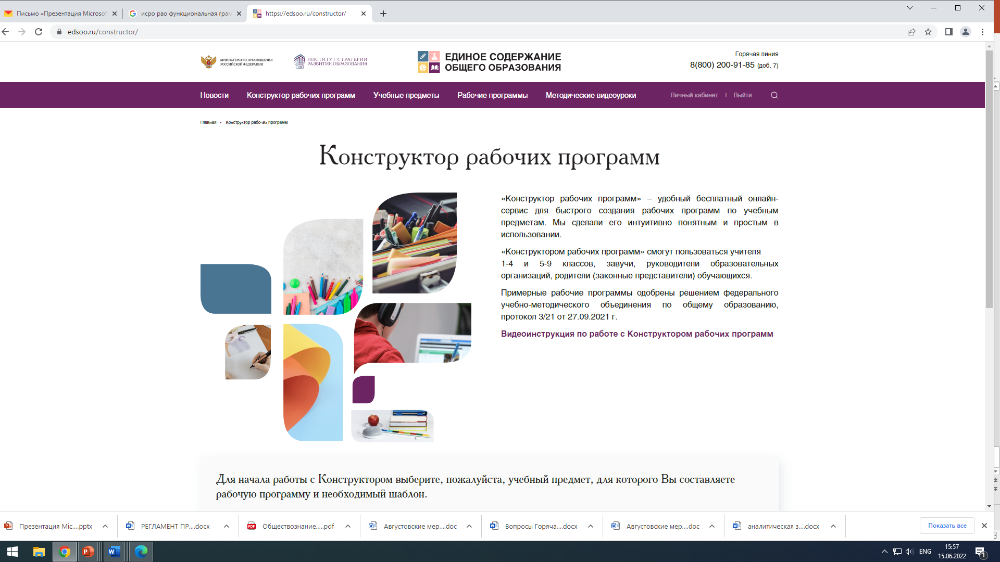 Письмо «Презентация Microsof
исро рао функциональная грам
https://edsoo.ru/constructor/
edsoo.ru/constructor/
МИНИСТЕРСТВО ПРОСВЕЩЕНИЯ
РОССИЙСКОЙ ФЕДЕРАЦИИ
ИНСТИТУТ СТРАТЕГИИ
РАЗВИТИЯ ОБРАЗОВАНИЯ
ЕДИНОЕ СОДЕРЖАНИЕ
ОБЩЕГО ОБРАЗОВАНИЯ
Горячая линия
8(800) 200-91-85 (доб. 7)
Новости Конструктор рабочих программ Учебные предметы Рабочие программы Методические видеоуроки Личный кабинет | Выйти
Главная • Конструктор рабочих программ
Конструктор рабочих программ
«Конструктор рабочих программ» – удобный бесплатный онлайн-
сервис для быстрого создания рабочих программ по учебным
предметам. Мы сделали его интуитивно понятным и простым в
использовании.
«Конструктором рабочих программ» смогут пользоваться учителя
1-4 и 5-9 классов, завучи, руководители образовательных
организаций, родители (законные представители) обучающихся.
Примерные рабочие программы одобрены решением федерального
учебно-методического объединения по общему образованию,
протокол 3/21 от 27.09.2021 г.
Видеоинструкция по работе с Конструктором рабочих программ
Для начала работы с Конструктором выберите, пожалуйста, учебный предмет, для которого Вы составляете
рабочую программу и необходимый шаблон.
Презентация Mic....pptx
РЕГЛАМЕНТ ПР....docx
Обществознание.....pdf
Августовские мер....doc
Вопросы Горяча....docx
Августовские мер....doc
аналитическая з....docx
Показать все
ENG
15:57
15.06.2022
1